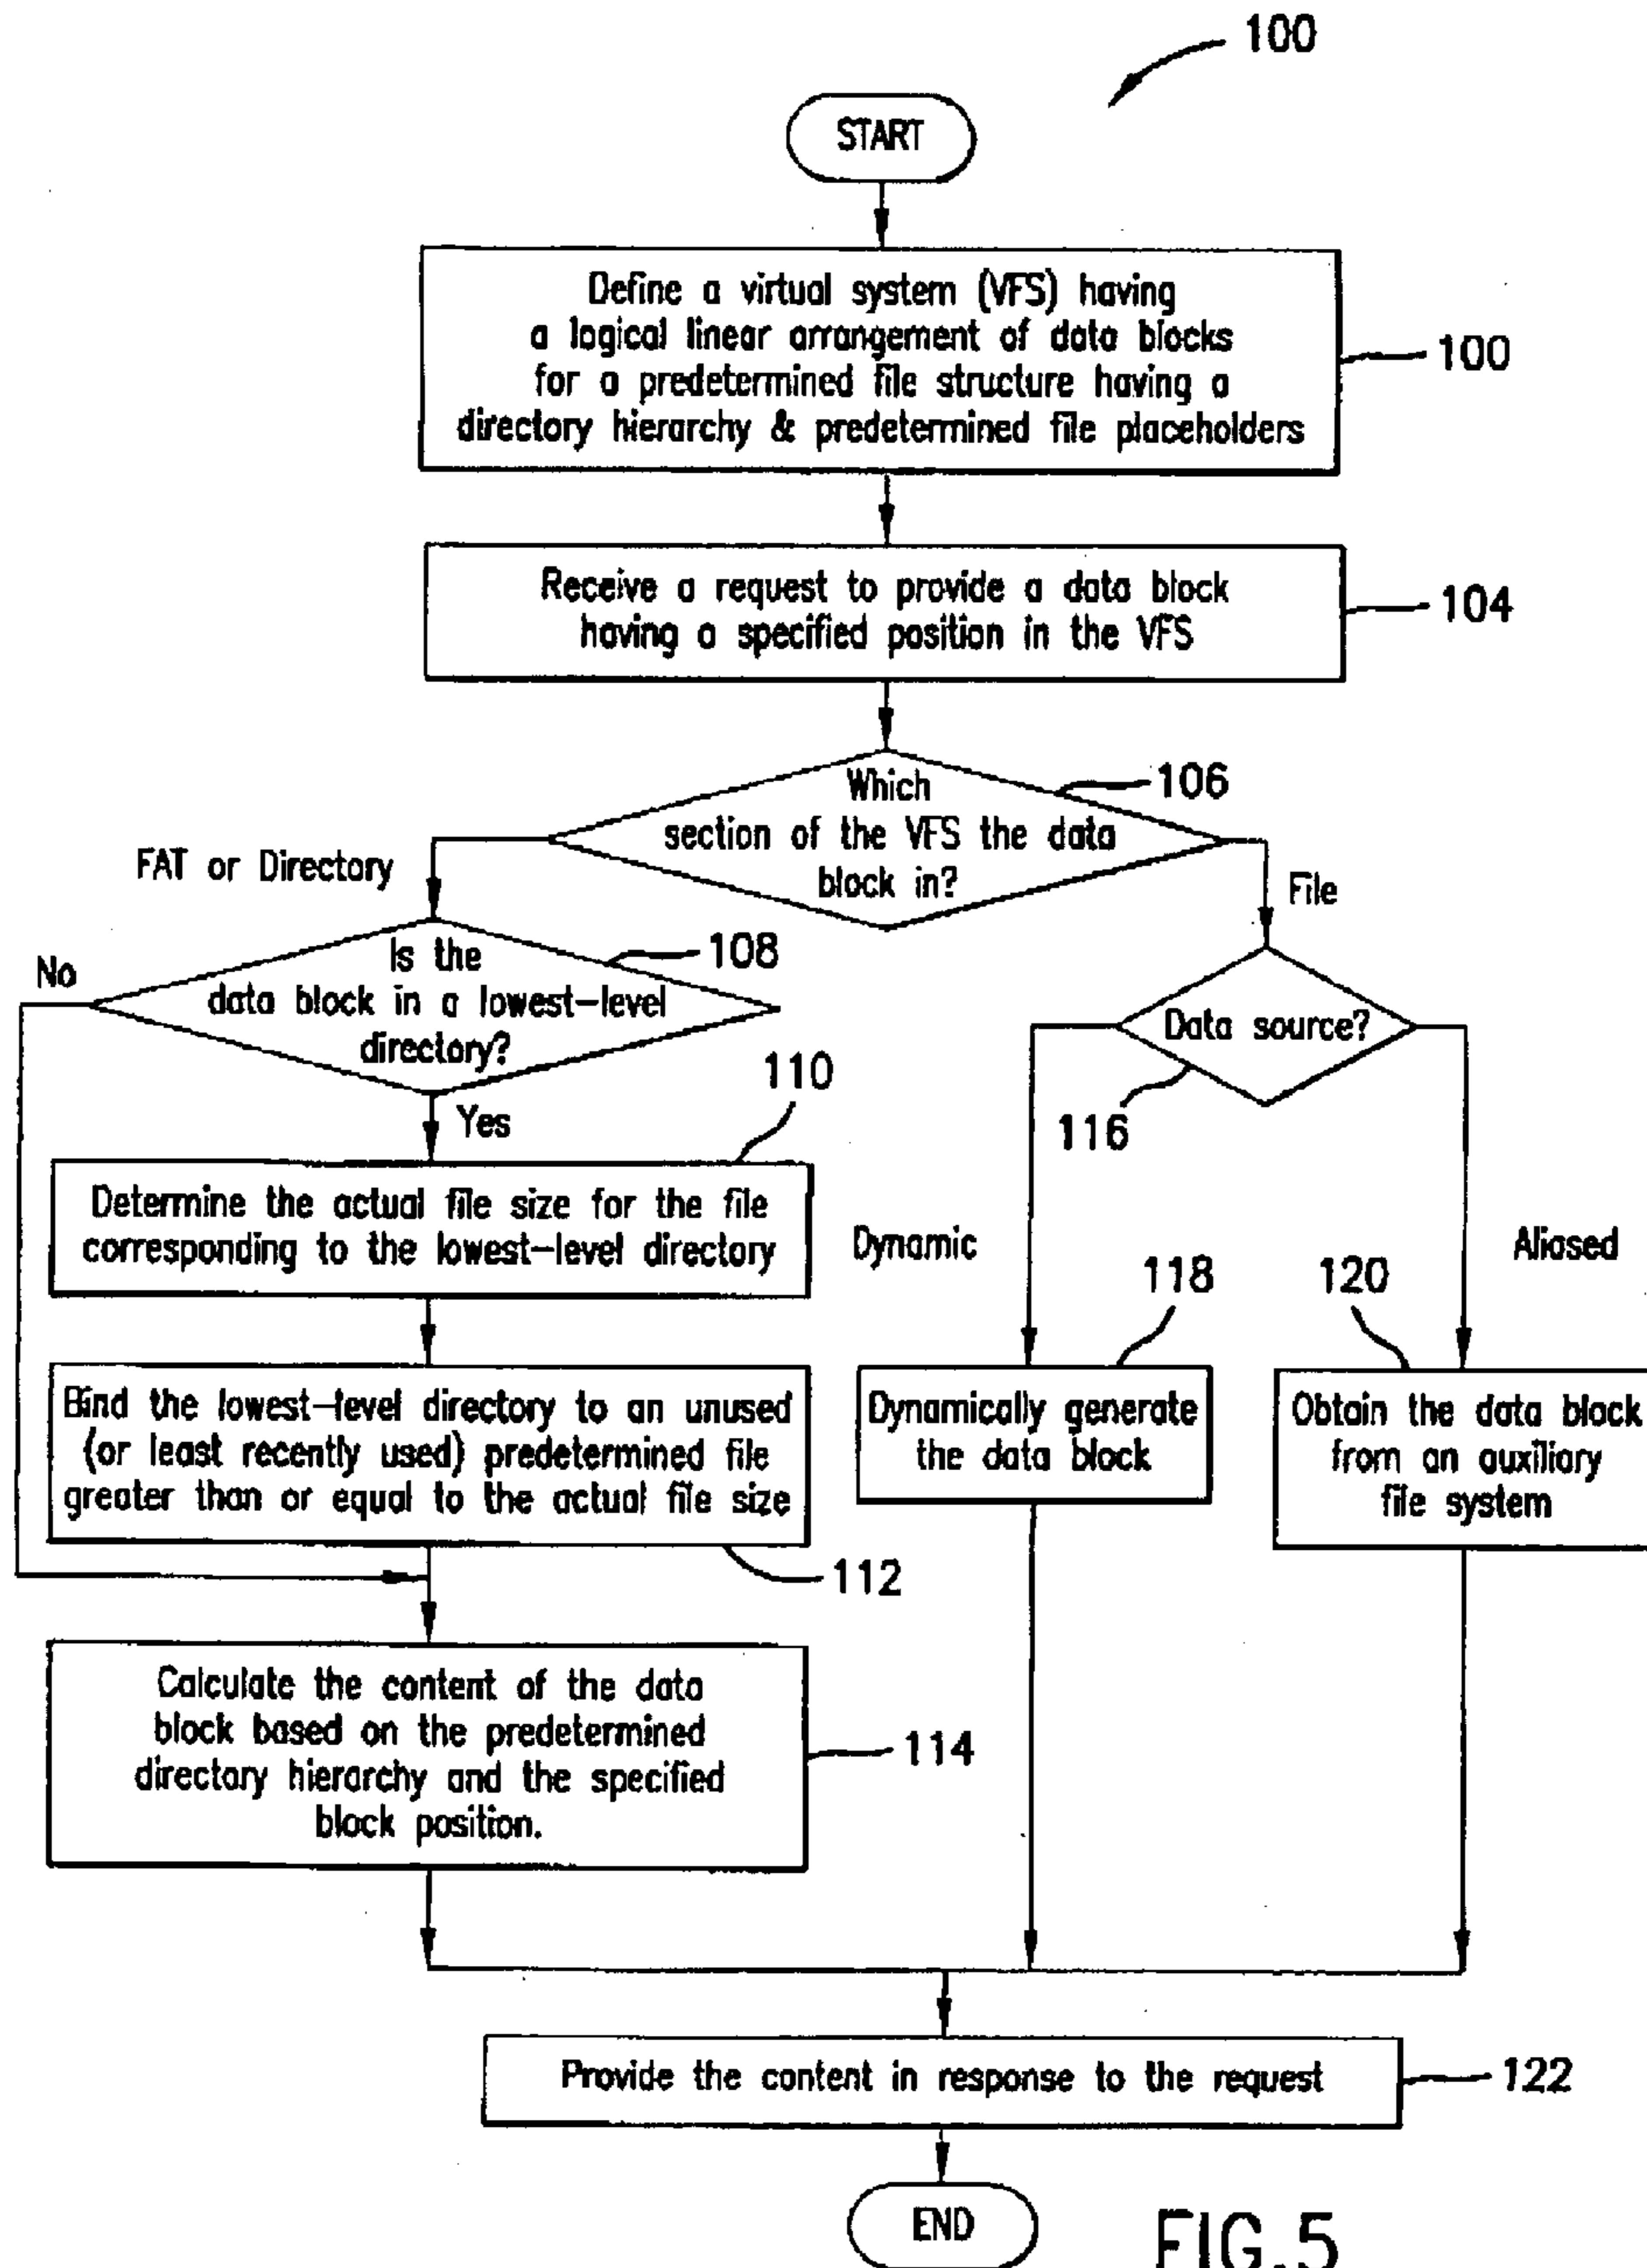 100
START
Define a virtual system (VFS) having
a logical linear arrangement of data blocks
for a predetermined file structure having a
directory hierarchy & predetermined file placeholders
100
Receive a request to provide a data block
having a specified position in the VFS
104
Which
section of the VFS the data
block in?
106
FAT or Directory
File
Is the
data block in a lowest-level
directory?
108
No
Yes
Data source?
116
110
Determine the actual file size for the file
corresponding to the lowest-level directory
Dynamic
Aliased
118
120
Bind the lowest-level directory to an unused
(or least recently used) predetermined file
greater than or equal to the actual file size
112
Dynamically generate
the data block
Obtain the data block
from an auxiliary
file system
Calculate the content of the data
block based on the predetermined
directory hierarchy and the specified
block position.
114
Provide the content in response to the request
122
END
FIG.5